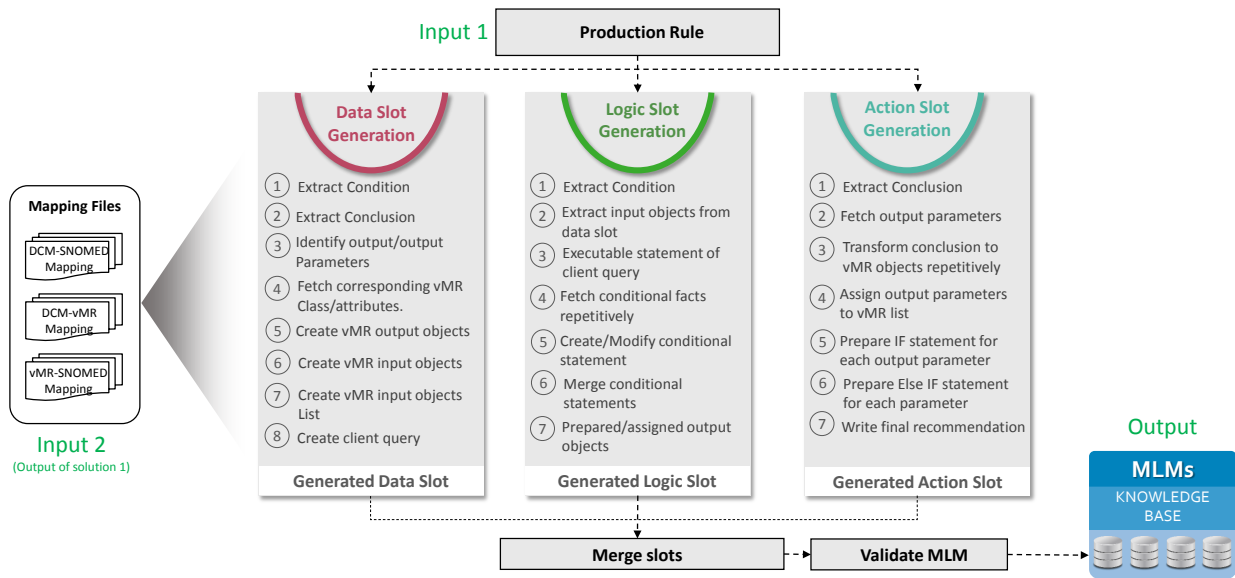 Input 1
Production Rule
Mapping Files
DCM-SNOMED
Mapping
DCM-vMR
Mapping
vMR-SNOMED
Mapping
Input 2
(Output of solution 1)
Data Slot
Generation
1 Extract Condition
2 Extract Conclusion
3 Identify output/output
Parameters
4 Fetch corresponding vMR
Class/attributes.
5 Create vMR output objects
6 Create vMR input objects
7 Create vMR input objects
List
8 Create client query
Generated Data Slot
Logic Slot
Generation
1 Extract Condition
2 Extract input objects from
data slot
3 Executable statement of
client query
4 Fetch conditional facts
repetitively
5 Create/Modify conditional
statement
6 Merge conditional
statements
7 Prepared/assigned output
objects
Generated Logic Slot
Action Slot
Generation
1 Extract Conclusion
2 Fetch output parameters
3 Transform conclusion to
vMR objects repetitively
4 Assign output parameters
to vMR list
5 Prepare IF statement for
each output parameter
6 Prepare Else IF statement
for each parameter
7 Write final recommendation
Generated Action Slot
Merge slots
Validate MLM
Output
MLMs
KNOWLEDGE
BASE